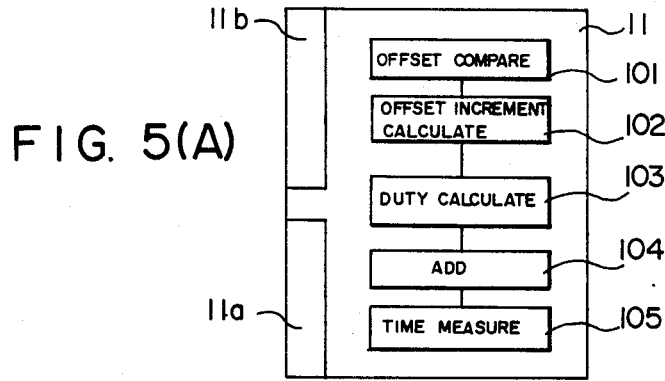 11b
11
OFFSET COMPARE
101
OFFSET INCREMENT
CALCULATE
102
FIG. 5(A)
DUTY CALCULATE
103
ADD
104
11a
TIME MEASURE
105